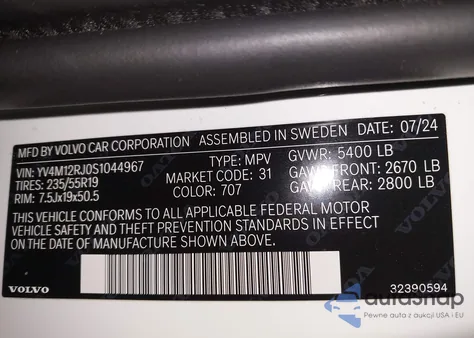 MFD BY VOLVO CAR CORPORATION ASSEMBLED IN SWEDEN DATE: 07/24
VIN: YV4M12RJ0S1044967 TYPE: MPV GVWR: 5400 LB
TIRES: 235/55R19 MARKET CODE: 31 GAWR FRONT: 2670 LB
RIM: 7.5Jx19x50.5 COLOR: 707 GAWR REAR: 2800 LB
THIS VEHICLE CONFORMS TO ALL APPLICABLE FEDERAL MOTOR
VEHICLE SAFETY AND THEFT PREVENTION STANDARDS IN EFFECT
ON THE DATE OF MANUFACTURE SHOWN ABOVE.
VOLVO 32390594
autasnap
Pewne auta z aukcji USA i EU